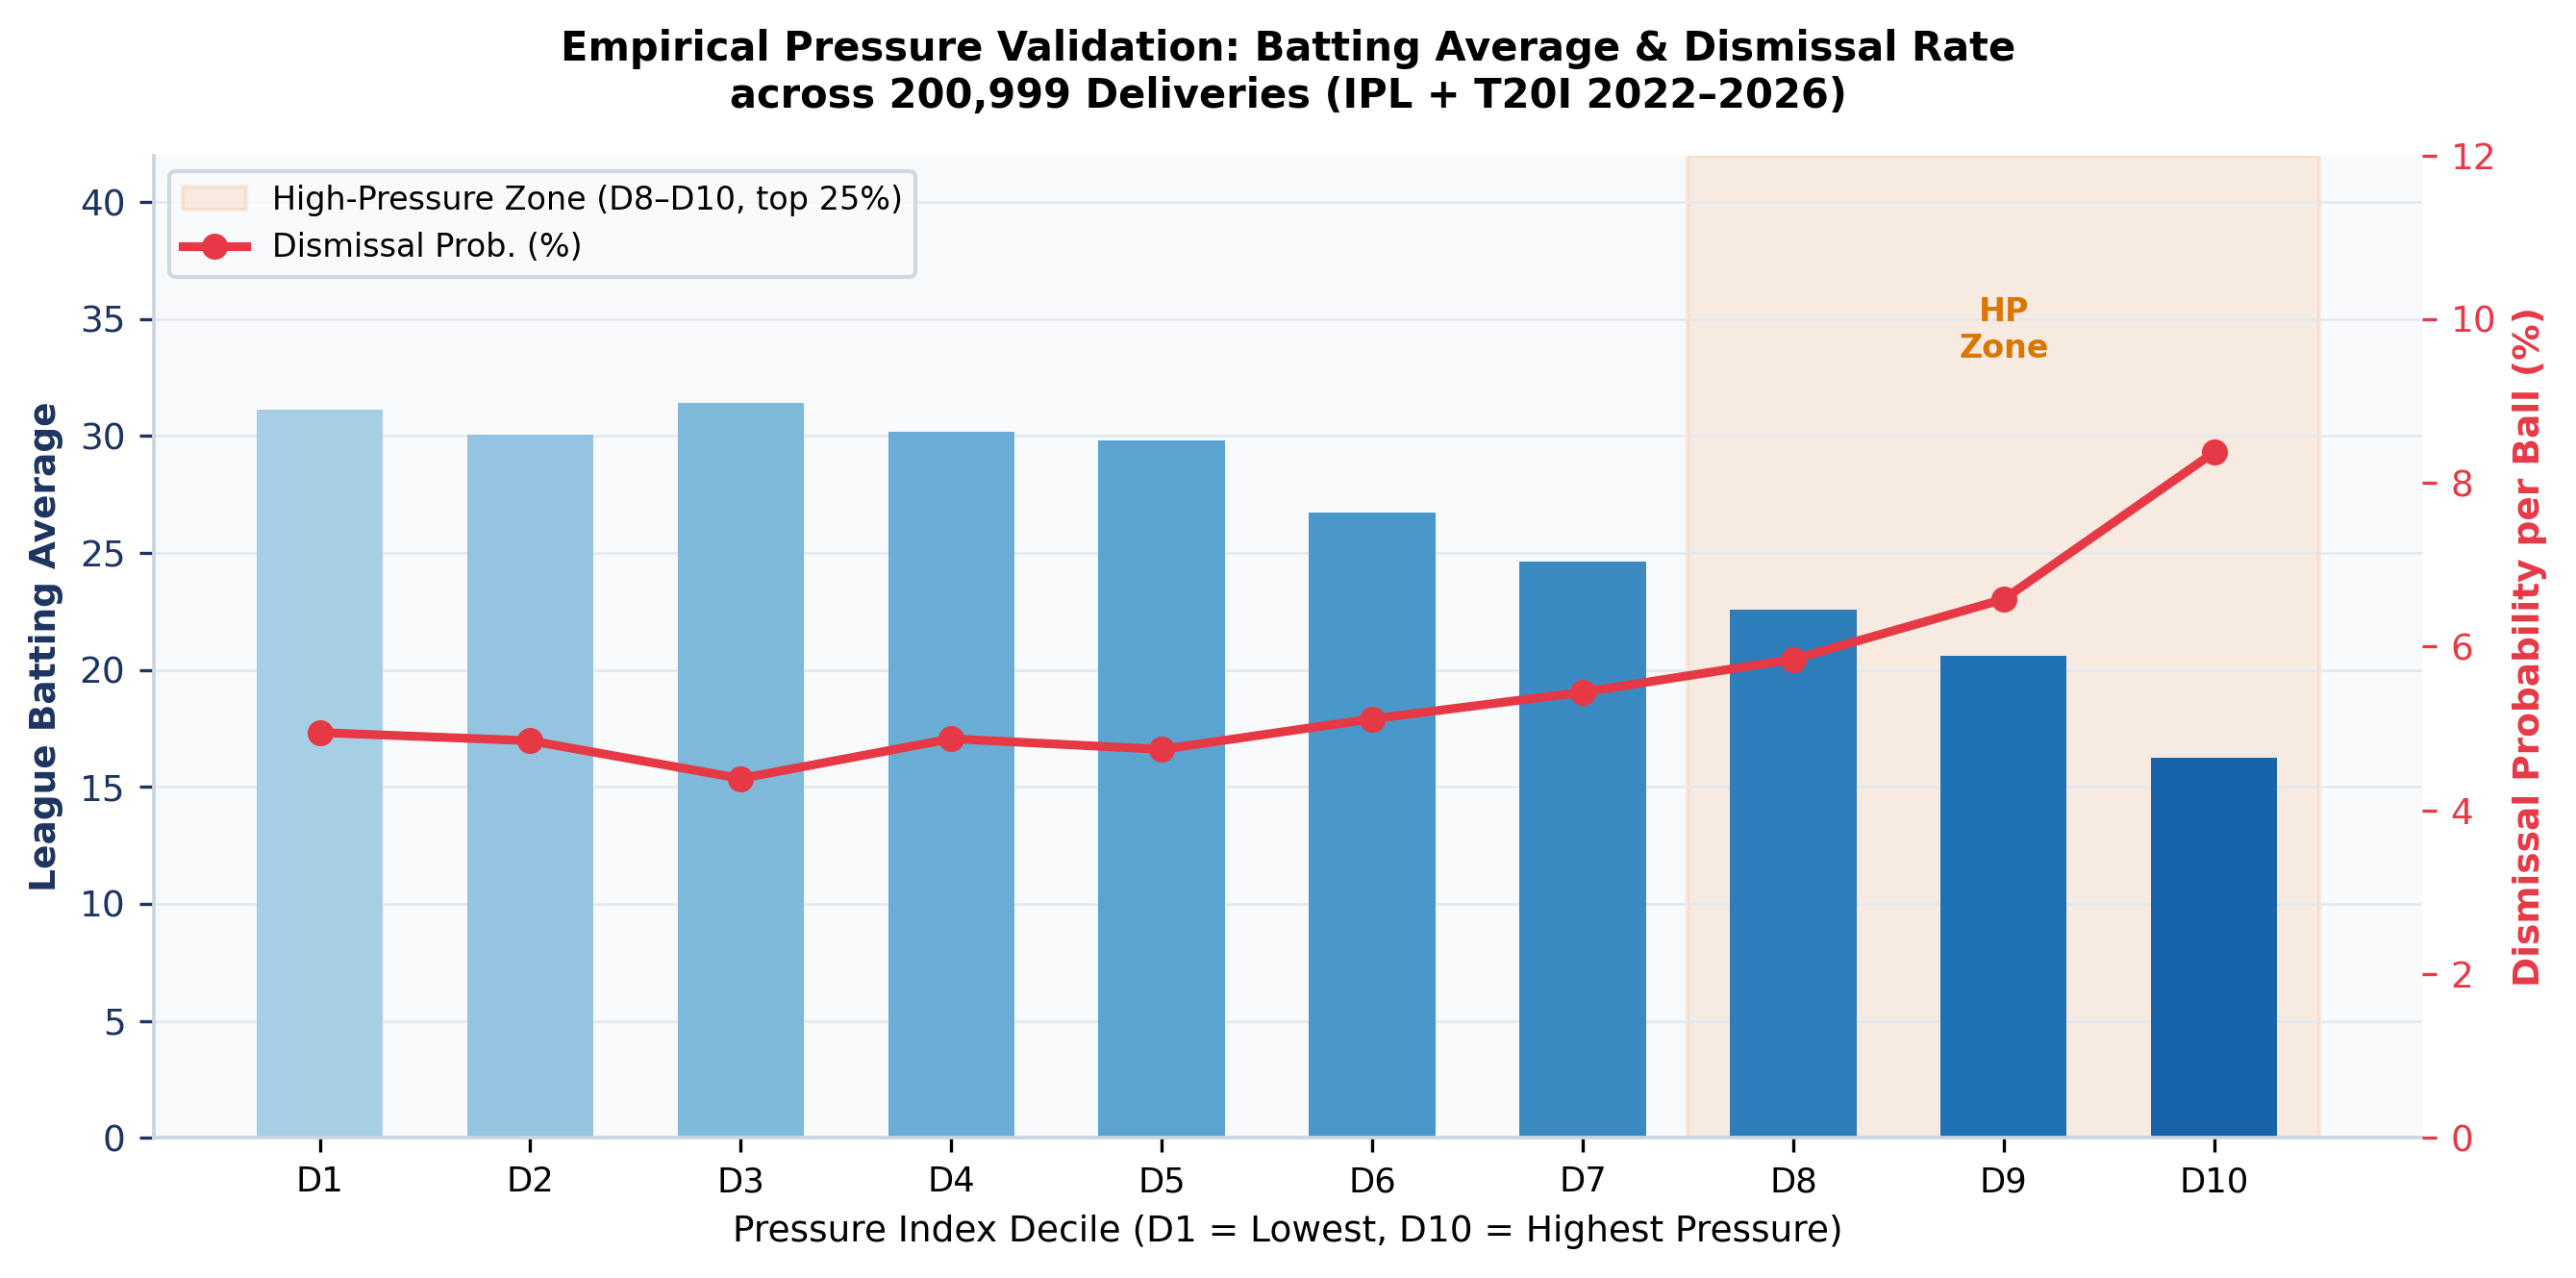 Empirical Pressure Validation: Batting Average & Dismissal Rate
across 200,999 Deliveries (IPL + T20I 2022–2026)
High-Pressure Zone (D8–D10, top 25%)
Dismissal Prob. (%)
HP
Zone
League Batting Average
40
35
30
25
20
15
10
5
0
12
10
8
6
4
2
0
Dismissal Probability per Ball (%)
D1 D2 D3 D4 D5 D6 D7 D8 D9 D10
Pressure Index Decile (D1 = Lowest, D10 = Highest Pressure)